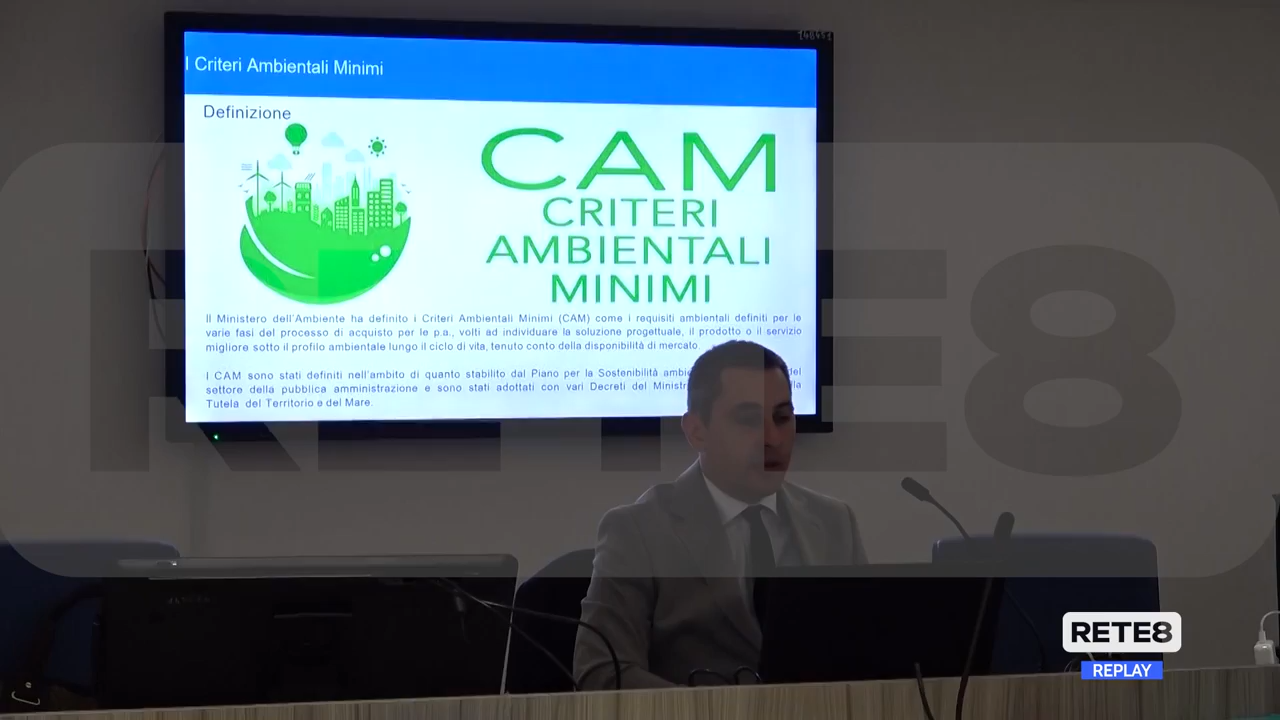 I Criteri Ambientali Minimi
Definizione
CAM
CRITERI
AMBIENTALI
MINIMI
Il Ministero dell'Ambiente ha definito i Criteri Ambientali Minimi (CAM) come i requisiti ambientali definiti per le
varie fasi del processo di acquisto per le p.a., volti ad individuare la soluzione progettuale, il prodotto o il servizio
migliore sotto il profilo ambientale lungo il ciclo di vita, tenuto conto della disponibilità di mercato.
I CAM sono stati definiti nell'ambito di quanto stabilito dal Piano per la Sostenibilità del
settore della pubblica amministrazione e sono stati adottati con vari Decreti del
Tutela del Territorio e del Mare.
RETE8
RETE8
REPLAY